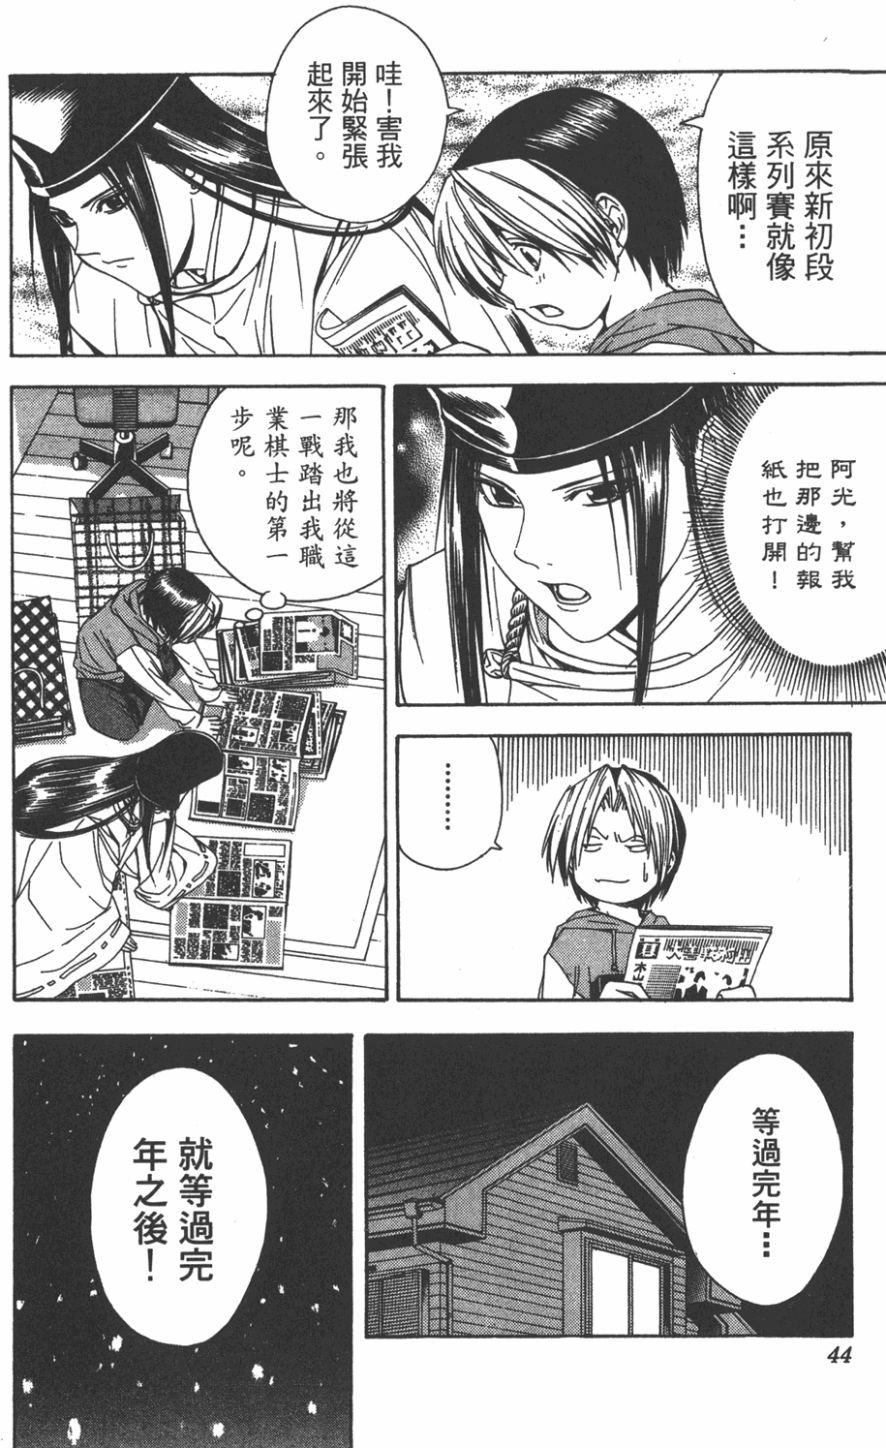 原來新初段
系列賽就像
這樣啊…
哇！害我
開始緊張
起來了。
阿光，幫我
把那邊的報
紙也打開！
那我也將從這
一戰踏出我職
業棋士的第一
步呢。
………
木山
等過完年…
就等過完
年之後！
44